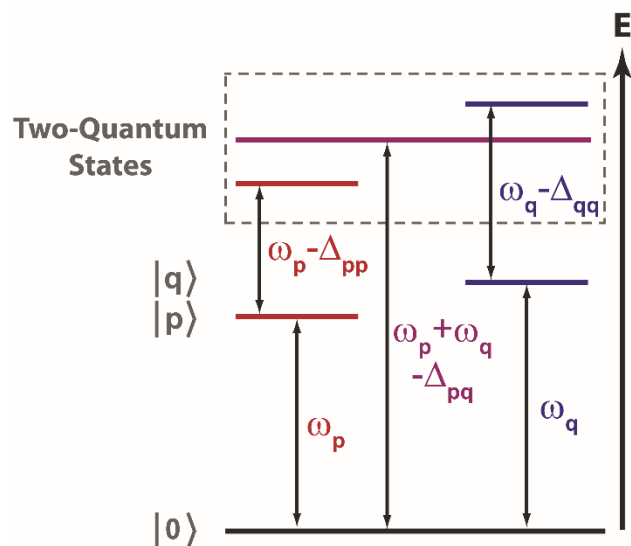 E
Two-Quantum
States
ω_q-Δ_qq
ω_p-Δ_pp
|q⟩
|p⟩
ω_p+ω_q
-Δ_pq
ω_p
ω_q
|0⟩